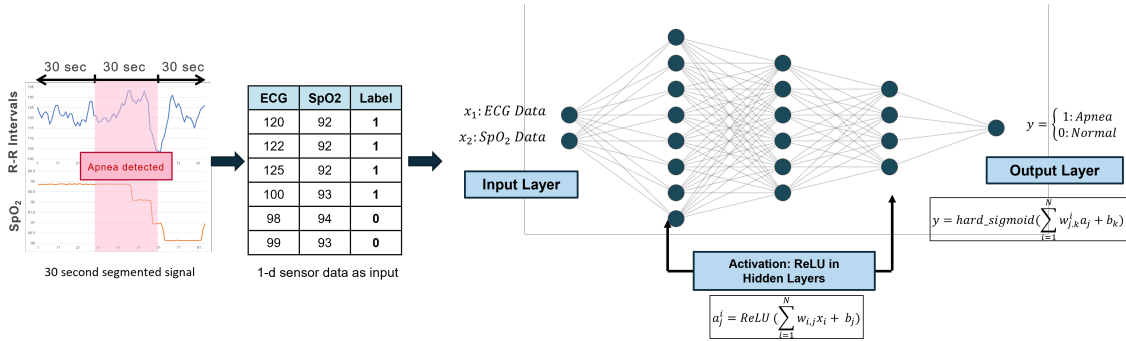 30 sec 30 sec 30 sec
R-R Intervals
Apnea detected
SpO2
30 second segmented signal
ECG SpO2 Label
120 92 1
122 92 1
125 92 1
100 93 1
98 94 0
99 93 0
1-d sensor data as input
x₁: ECG Data
x₂: SpO₂ Data
Input Layer
Activation: ReLU in
Hidden Layers
a_j^i = ReLU (∑_{i=1}^{N} w_{i,j} x_i + b_j)
y = { 1: Apnea
0: Normal
Output Layer
y = hard_sigmoid(∑_{i=1}^{N} w_{j,k}^i a_j + b_k)